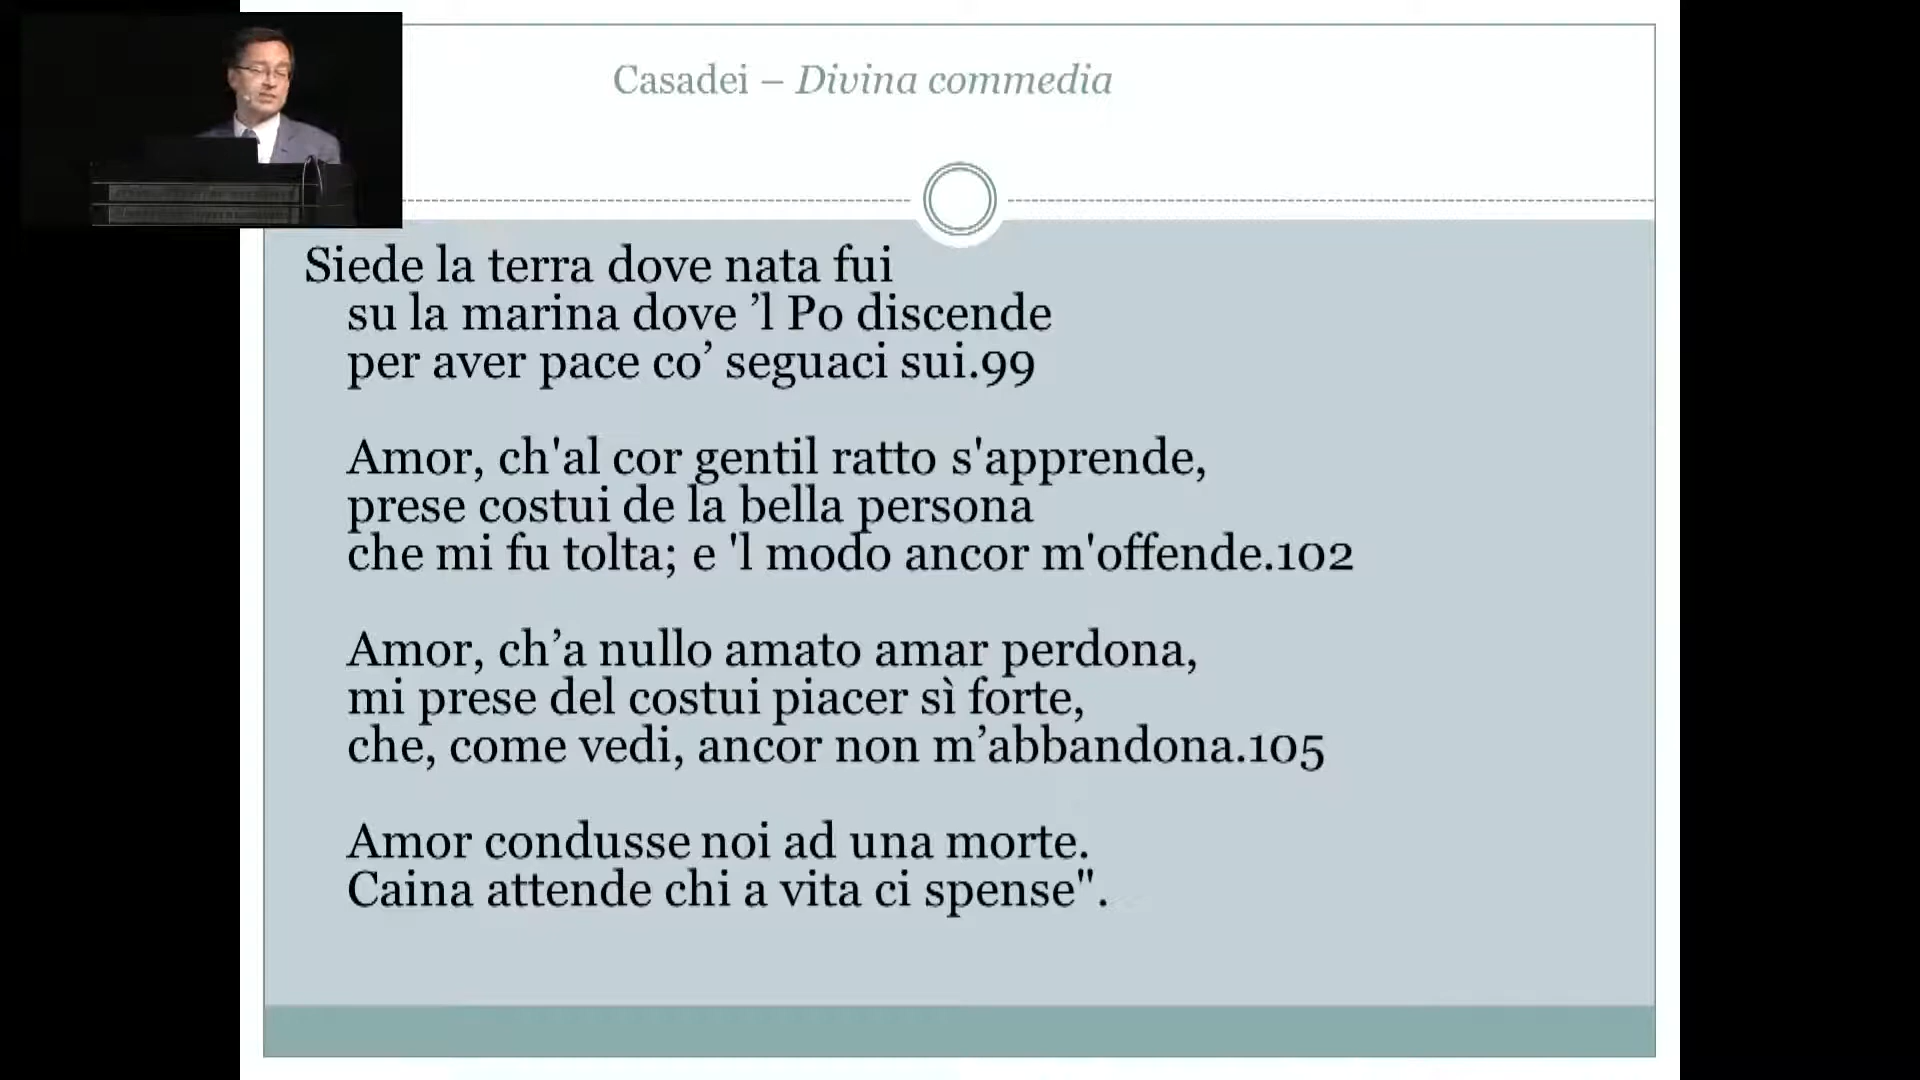 Casadei – Divina commedia
Siede la terra dove nata fui
su la marina dove ’l Po discende
per aver pace co’ seguaci sui.99
Amor, ch'al cor gentil ratto s'apprende,
prese costui de la bella persona
che mi fu tolta; e 'l modo ancor m'offende.102
Amor, ch’a nullo amato amar perdona,
mi prese del costui piacer sì forte,
che, come vedi, ancor non m’abbandona.105
Amor condusse noi ad una morte.
Caina attende chi a vita ci spense".